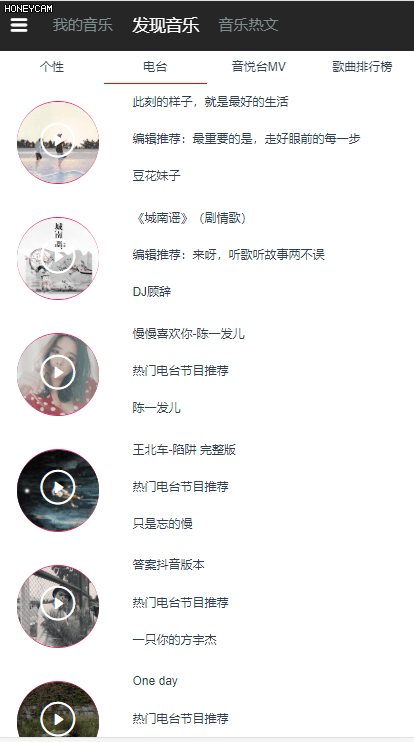 HONEYCAM
我的音乐 发现音乐 音乐热文
个性 电台 音悦台MV 歌曲排行榜
此刻的样子，就是最好的生活
编辑推荐：最重要的是，走好眼前的每一步
豆花妹子
《城南谣》（剧情歌）
城南谣
编辑推荐：来呀，听歌听故事两不误
DJ顾辞
慢慢喜欢你-陈一发儿
热门电台节目推荐
陈一发儿
王北车-陷阱 完整版
热门电台节目推荐
只是忘的慢
答案抖音版本
热门电台节目推荐
一只你的方宇杰
One day
热门电台节目推荐